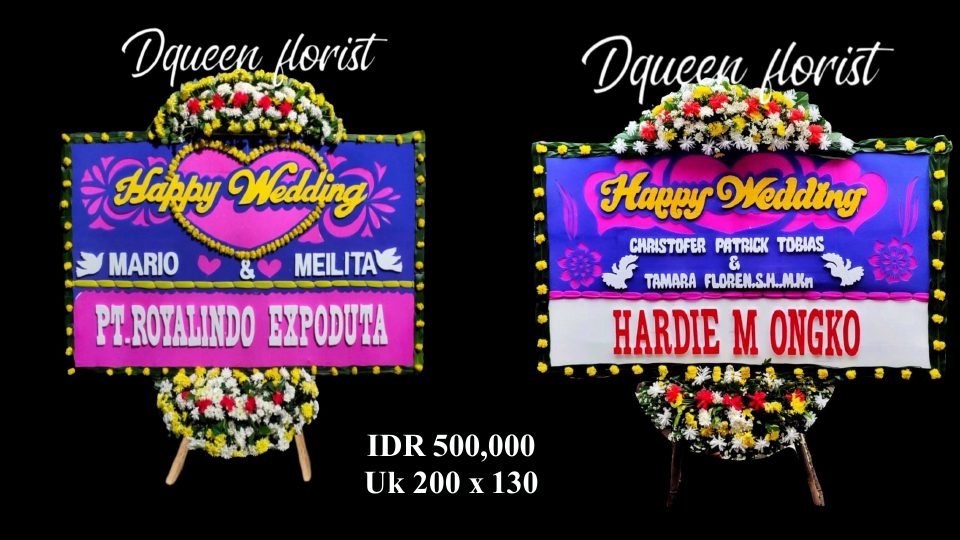 Dqueen florist
Happy Wedding
MARIO & MEILITA
PT.ROYALINDO EXPODUTA
Dqueen florist
Happy Wedding
CHRISTOFER PATRICK TOBIAS
&
TAMARA FLOREN.S.H.,M.Kn
HARDIE M ONGKO
IDR 500,000
Uk 200 x 130